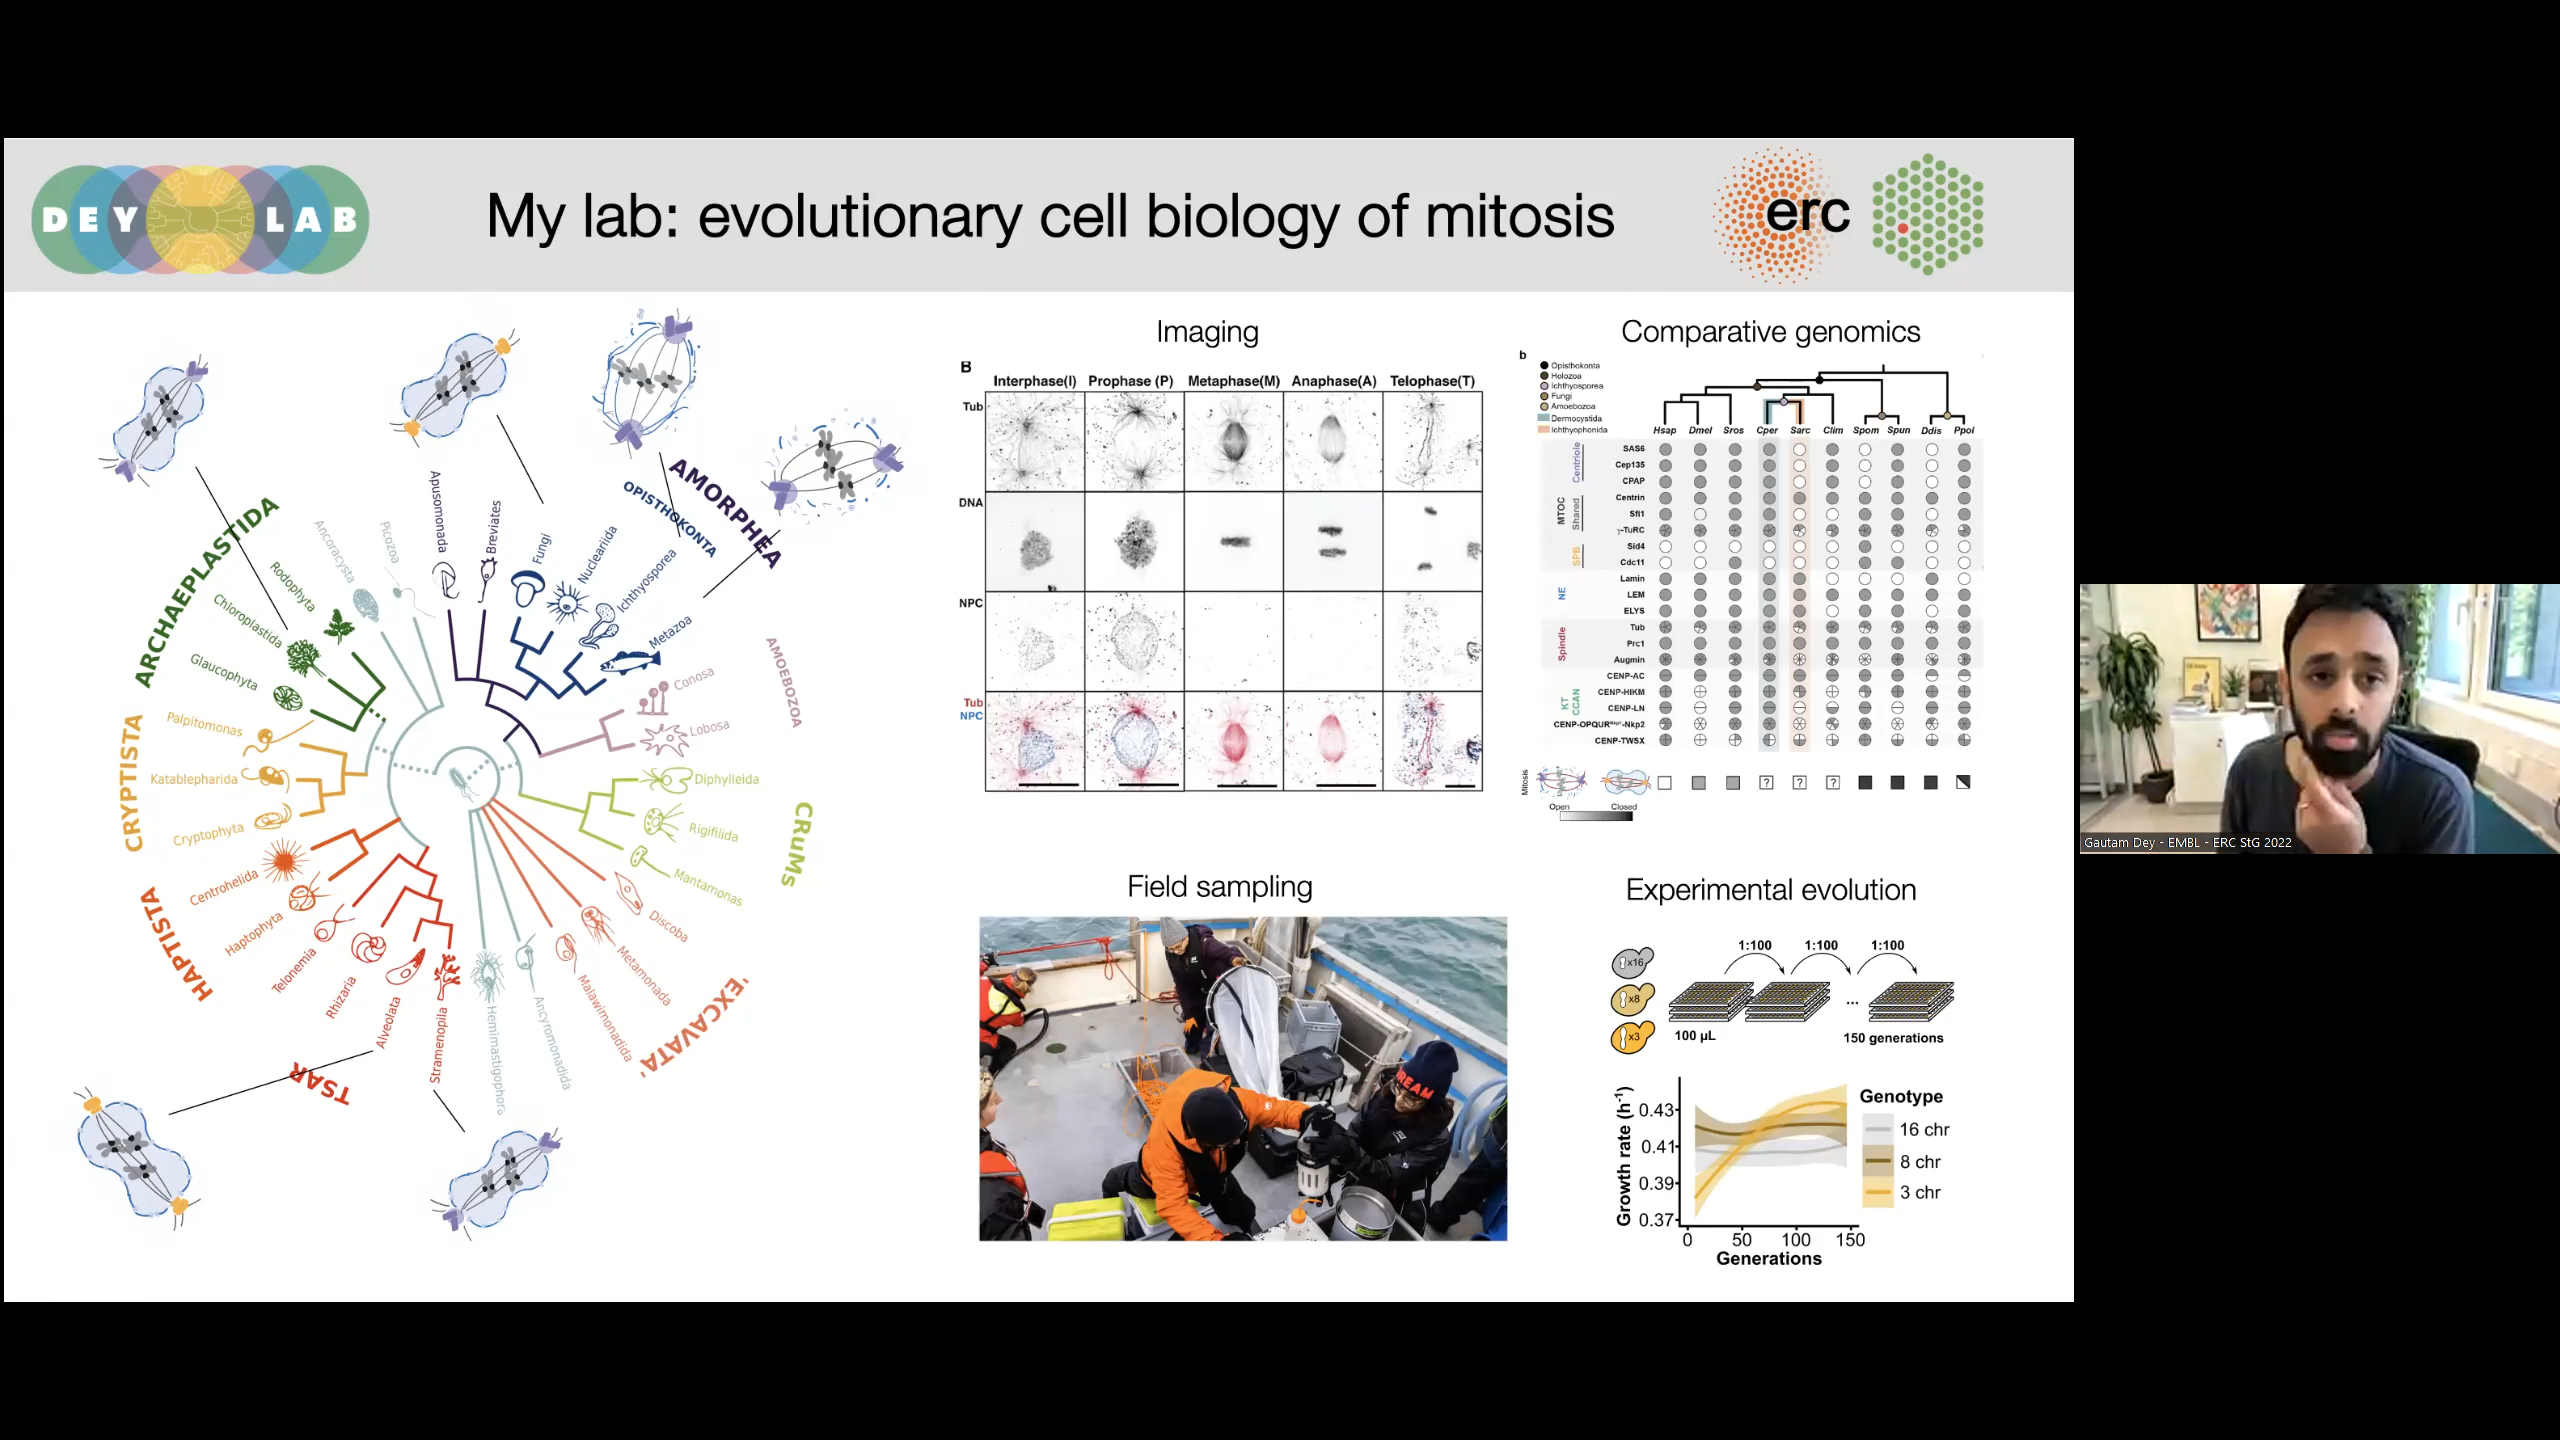 DEY LAB
My lab: evolutionary cell biology of mitosis
erc
AMORPHEA
OPISTHOKONTA
Apusomonada
Breviates
Fungi
Nucleariida
Ichthyosporea
Metazoa
AMOEBOZOA
Conosa
Lobosa
CRuMs
Diphylleida
Rigifilida
Mantamonas
'EXCAVATA'
Discoba
Metamonada
Malawimonadida
Ancyromonadida
Hemimastigophora
TSAR
Stramenopila
Alveolata
Rhizaria
Telonemia
HAPTISTA
Haptophyta
Centrohelida
CRYPTISTA
Cryptophyta
Katablepharida
Palpitomonas
ARCHAEPLASTIDA
Glaucophyta
Chloroplastida
Rodophyta
Ancoracysta
Picozoa
Imaging
B
Interphase(I) Prophase (P) Metaphase(M) Anaphase(A) Telophase(T)
Tub
DNA
NPC
Tub
NPC
Comparative genomics
b
Opisthokonta
Holozoa
Ichthyosporea
Fungi
Amoebozoa
Dermocystida
Ichthyophonida
Hsap Dmel Sros Cper Sarc Clim Spom Spun Ddis Ppol
Centriole
SAS6
Cep135
CPAP
MTOC
Shared
Centrin
Sfi1
γ-TuRC
SPB
Sid4
Cdc11
NE
Lamin
LEM
ELYS
Spindle
Tub
Prc1
Augmin
KT
CCAN
CENP-AC
CENP-HIKM
CENP-LN
CENP-TWSX
Mitosis
? ? ?
Open Closed
Field sampling
REAM
Experimental evolution
x16
x8
x3
1:100 1:100 1:100
...
100 µL
150 generations
Growth rate (h⁻¹)
0.43
0.41
0.39
0.37
0 50 100 150
Generations
Genotype
16 chr
8 chr
3 chr
Gautam Dey - EMBL - ERC StG 2022